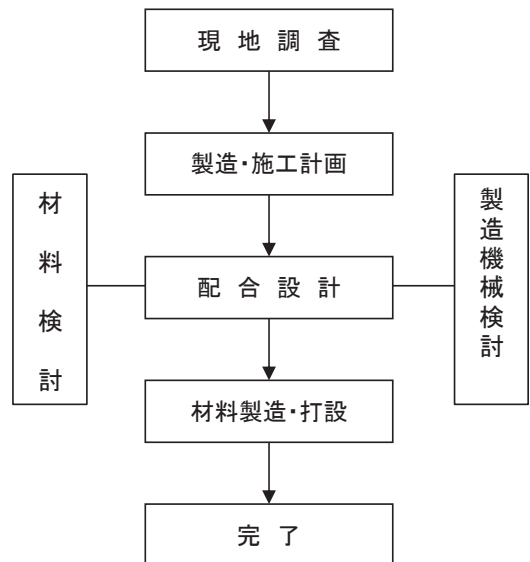 現地調査
製造・施工計画
材料検討
配合設計
製造機械検討
材料製造・打設
完了